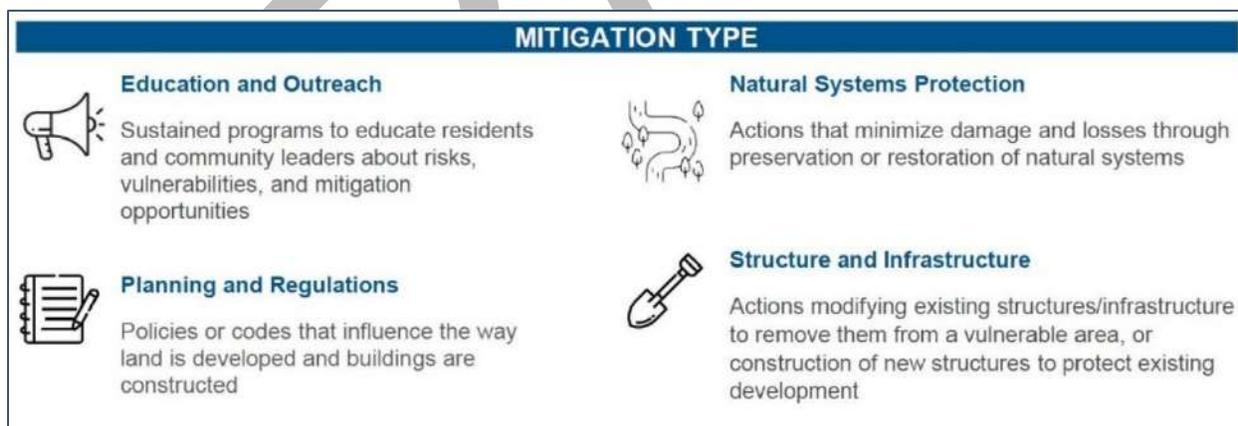 MITIGATION TYPE
Education and Outreach
Sustained programs to educate residents
and community leaders about risks,
vulnerabilities, and mitigation
opportunities
Planning and Regulations
Policies or codes that influence the way
land is developed and buildings are
constructed
Natural Systems Protection
Actions that minimize damage and losses through
preservation or restoration of natural systems
Structure and Infrastructure
Actions modifying existing structures/infrastructure
to remove them from a vulnerable area, or
construction of new structures to protect existing
development